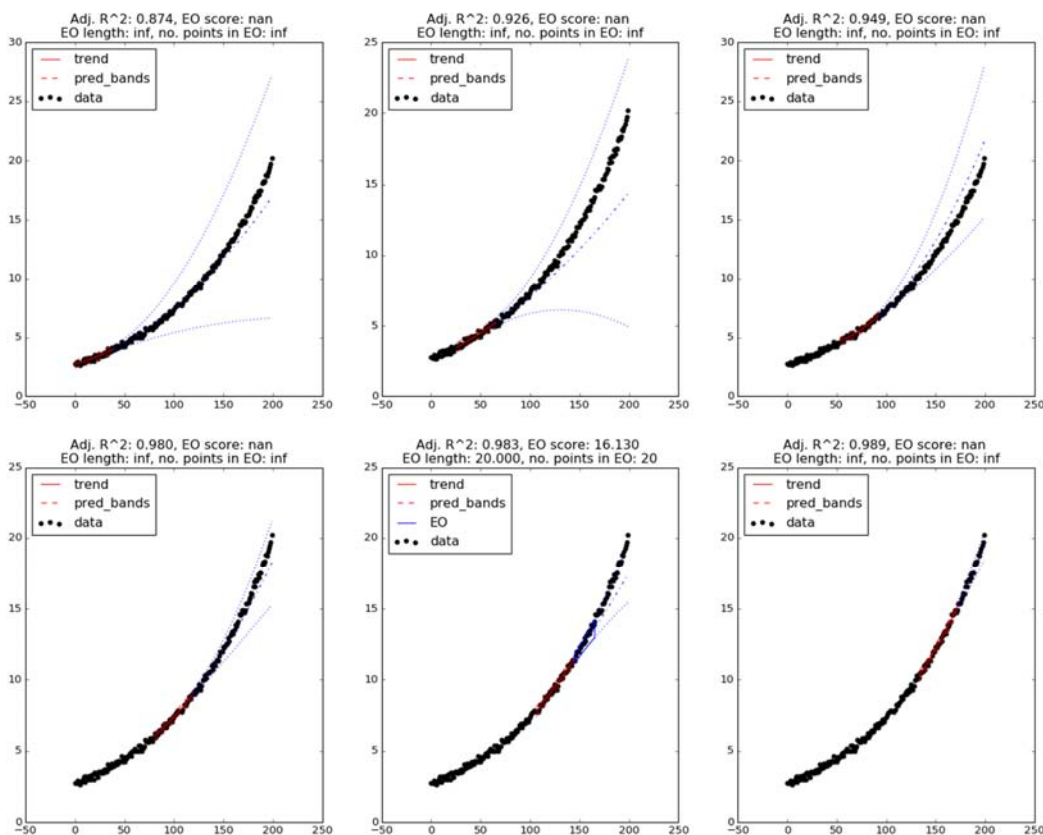 Adj. R^2: 0.874, EO score: nan
EO length: inf, no. points in EO: inf
30
25
20
15
10
5
0
-50 0 50 100 150 200 250
trend
pred_bands
data
Adj. R^2: 0.926, EO score: nan
EO length: inf, no. points in EO: inf
25
20
15
10
5
0
-50 0 50 100 150 200 250
trend
pred_bands
data
Adj. R^2: 0.949, EO score: nan
EO length: inf, no. points in EO: inf
30
25
20
15
10
5
0
-50 0 50 100 150 200 250
trend
pred_bands
data
Adj. R^2: 0.980, EO score: nan
EO length: inf, no. points in EO: inf
25
20
15
10
5
0
-50 0 50 100 150 200 250
trend
pred_bands
data
Adj. R^2: 0.983, EO score: 16.130
EO length: 20.000, no. points in EO: 20
25
20
15
10
5
0
-50 0 50 100 150 200 250
trend
pred_bands
EO
data
Adj. R^2: 0.989, EO score: nan
EO length: inf, no. points in EO: inf
25
20
15
10
5
0
-50 0 50 100 150 200 250
trend
pred_bands
data